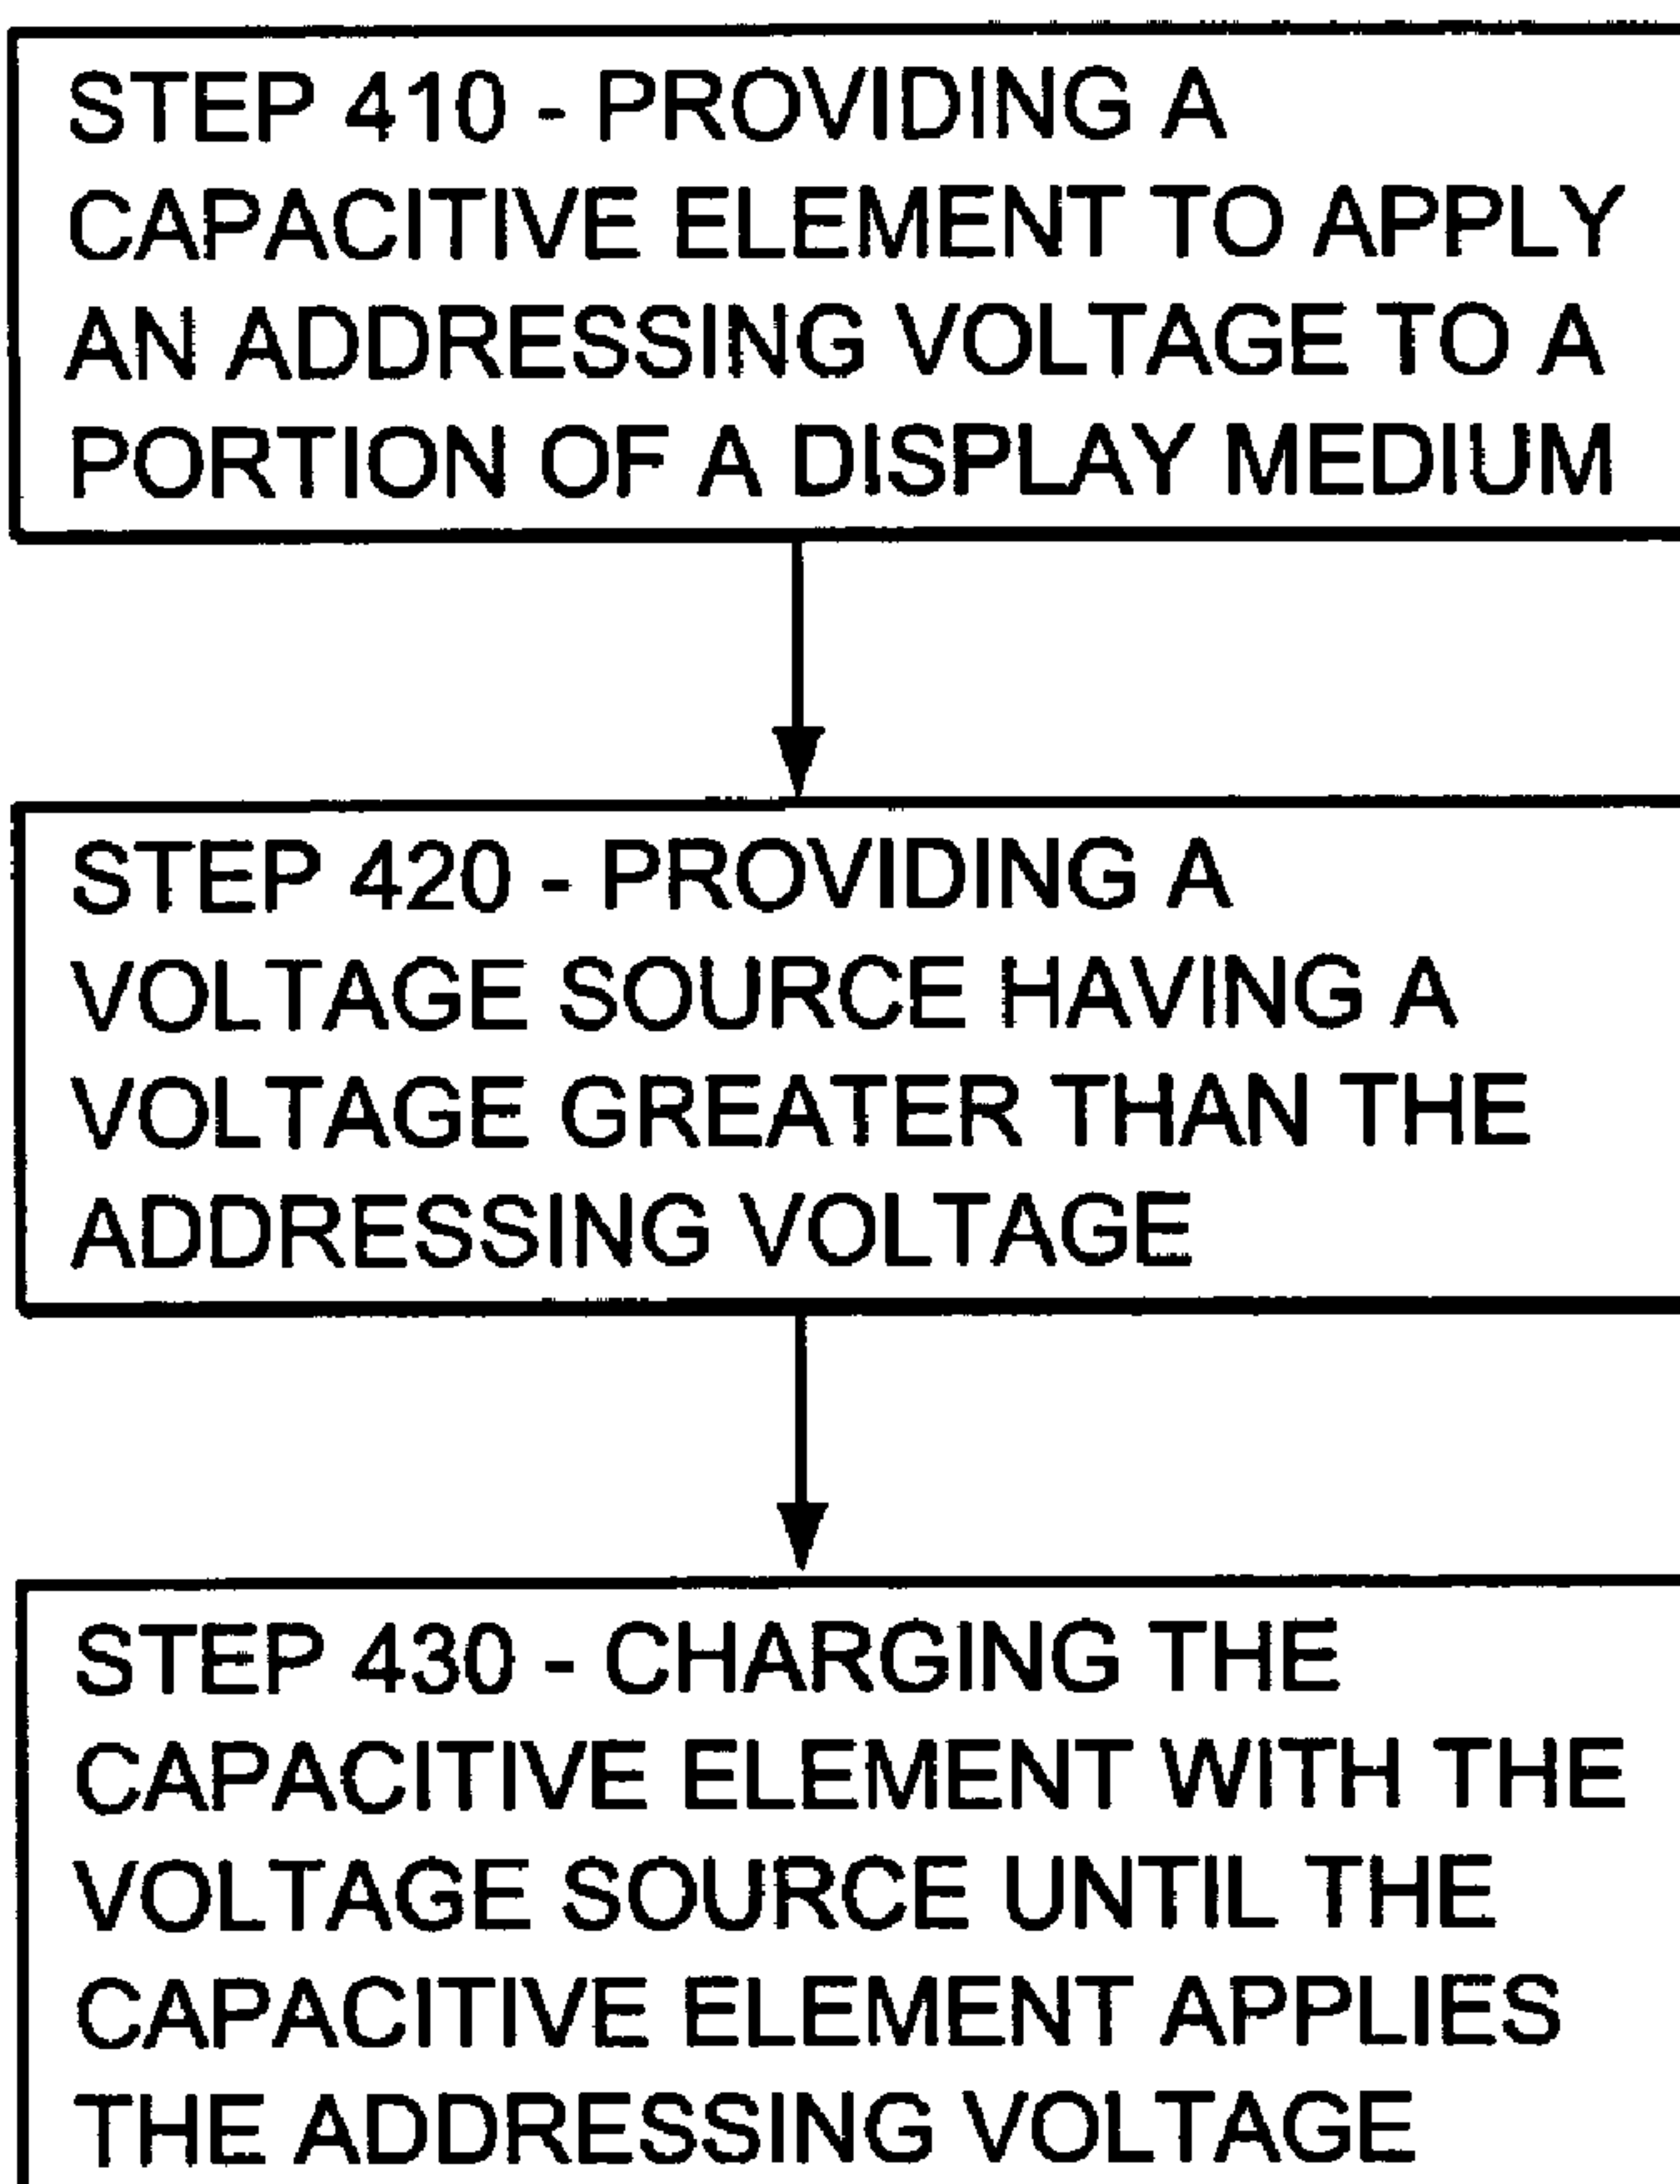 STEP 410 - PROVIDING A
CAPACITIVE ELEMENT TO APPLY
AN ADDRESSING VOLTAGE TO A
PORTION OF A DISPLAY MEDIUM
STEP 420 - PROVIDING A
VOLTAGE SOURCE HAVING A
VOLTAGE GREATER THAN THE
ADDRESSING VOLTAGE
STEP 430 - CHARGING THE
CAPACITIVE ELEMENT WITH THE
VOLTAGE SOURCE UNTIL THE
CAPACITIVE ELEMENT APPLIES
THE ADDRESSING VOLTAGE